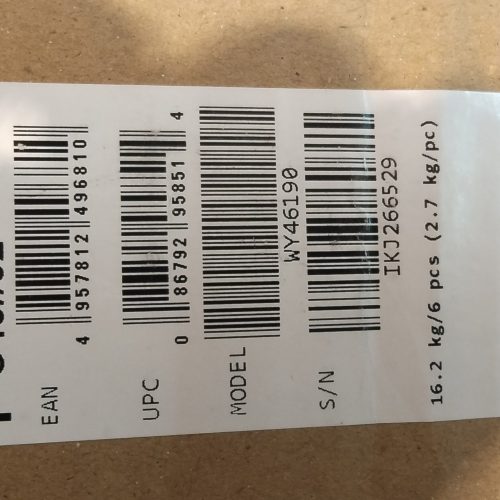 EAN
4 957812 496810
UPC
0 86792 95851 4
MODEL
WY46190
S/N
IKJ266529
16.2 kg/6 pcs (2.7 kg/pc)